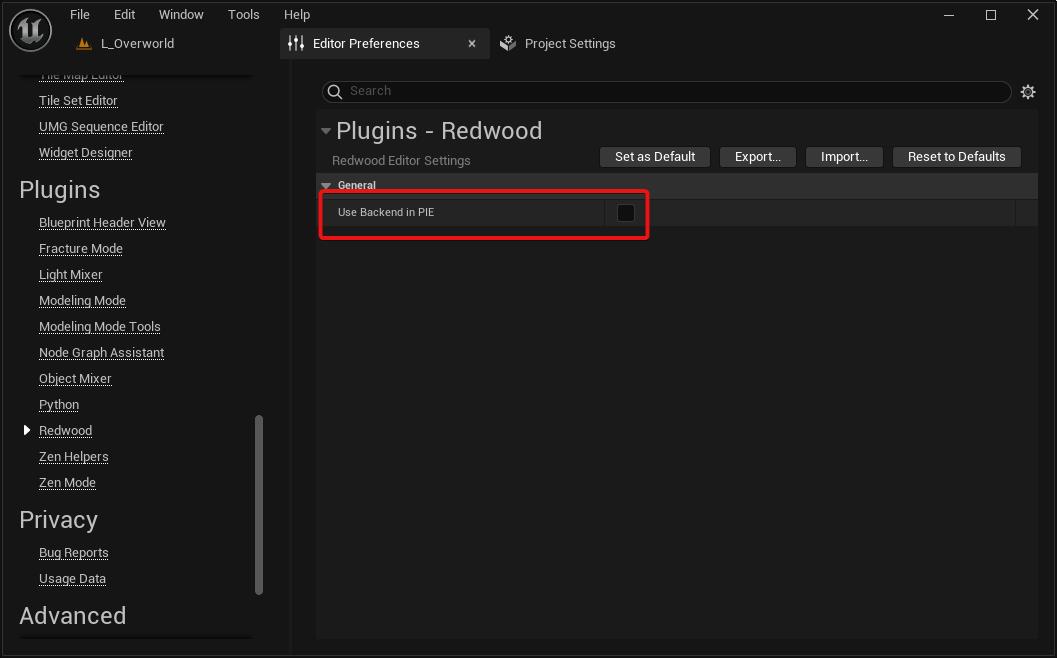 File Edit Window Tools Help
L_Overworld
Editor Preferences
Project Settings
Tile Map Editor
Tile Set Editor
UMG Sequence Editor
Widget Designer
Plugins
Blueprint Header View
Fracture Mode
Light Mixer
Modeling Mode
Modeling Mode Tools
Node Graph Assistant
Object Mixer
Python
Redwood
Zen Helpers
Zen Mode
Privacy
Bug Reports
Usage Data
Advanced
Search
Plugins - Redwood
Redwood Editor Settings
Set as Default
Export...
Import...
Reset to Defaults
General
Use Backend in PIE